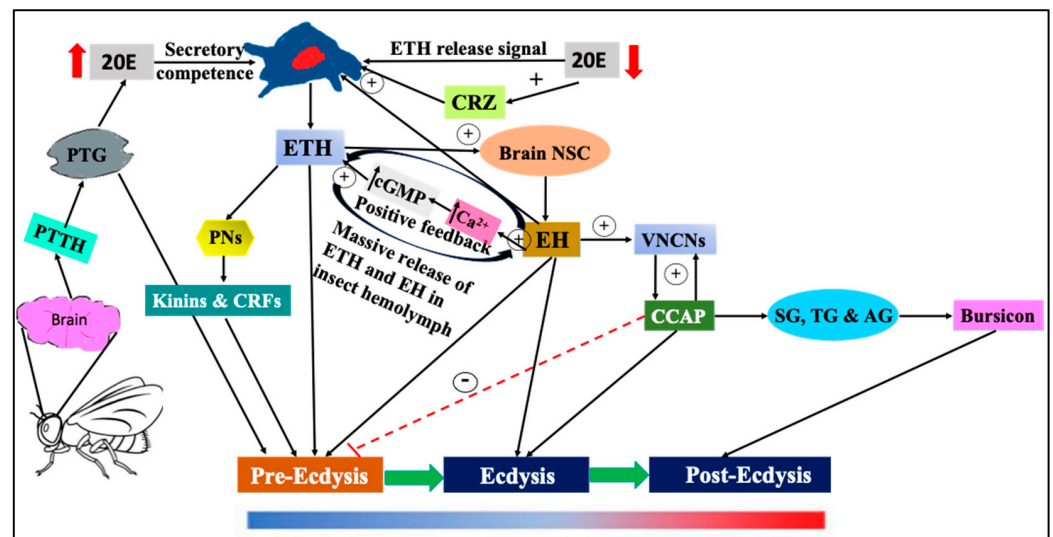 20E
Secretory
competence
ETH release signal
20E
+
+
CRZ
PTG
ETH
+
Brain NSC
+
↑cGMP
↑Ca²⁺
Positive feedback
+
EH
+
VNCNs
PTTH
PNs
Massive release of
ETH and EH in
insect hemolymph
+
Kinins & CRFs
Brain
CCAP
SG, TG & AG
Bursicon
-
Pre-Ecdysis
Ecdysis
Post-Ecdysis